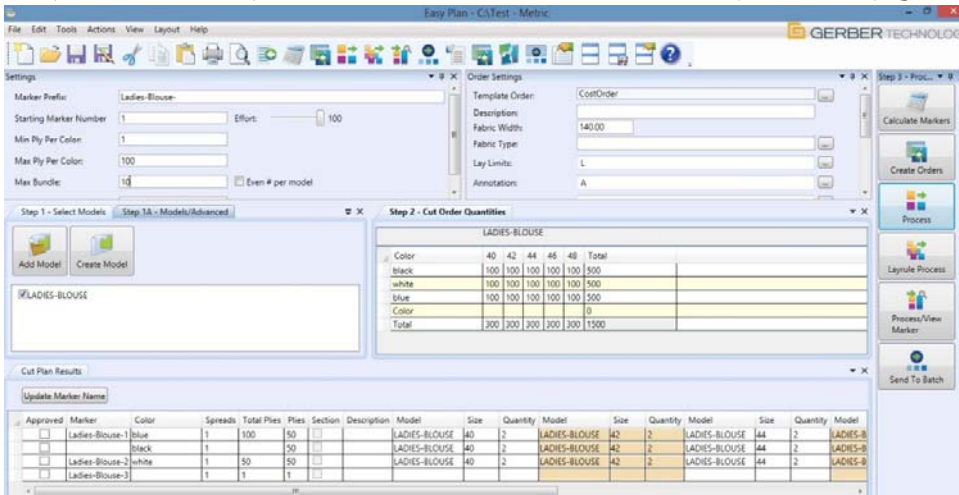 Easy Plan - C:\Test - Metric
File Edit Tools Actions View Layout Help
GERBER TECHNOLOG
Settings
Order Settings
Step 3 - Proc...
Marker Prefix: Ladies-Blouse-
Starting Marker Number 1 Effort: 100
Min Ply Per Color: 1
Max Ply Per Color: 100
Max Bundle: 10 Even # per model
Template Order: CostOrder
Description:
Fabric Width: 140.00
Fabric Type:
Lay Limits: L
Annotation: A
Calculate Markers
Create Orders
Process
Layrule Process
Process/View Marker
Send To Batch
Step 1 - Select Models Step 1A - Models/Advanced
Add Model Create Model
LADIES-BLOUSE
Step 2 - Cut Order Quantities
LADIES-BLOUSE
Color 40 42 44 46 48 Total
black 100 100 100 100 100 500
white 100 100 100 100 100 500
blue 100 100 100 100 100 500
Color 0
Total 300 300 300 300 300 1500
Cut Plan Results
Update Marker Name
Approved Marker Color Spreads Total Plies Plies Section Description Model Size Quantity Model Size Quantity Model Size Quantity Model
Ladies-Blouse-1 blue 1 100 50 LADIES-BLOUSE 40 2 LADIES-BLOUSE 42 2 LADIES-BLOUSE 44 2 LADIES-B
black 1 50 LADIES-BLOUSE 40 2 LADIES-BLOUSE 42 2 LADIES-BLOUSE 44 2 LADIES-B
Ladies-Blouse-2 white 1 50 50 LADIES-BLOUSE 40 2 LADIES-BLOUSE 42 2 LADIES-BLOUSE 44 2 LADIES-B
Ladies-Blouse-3 1 1 1